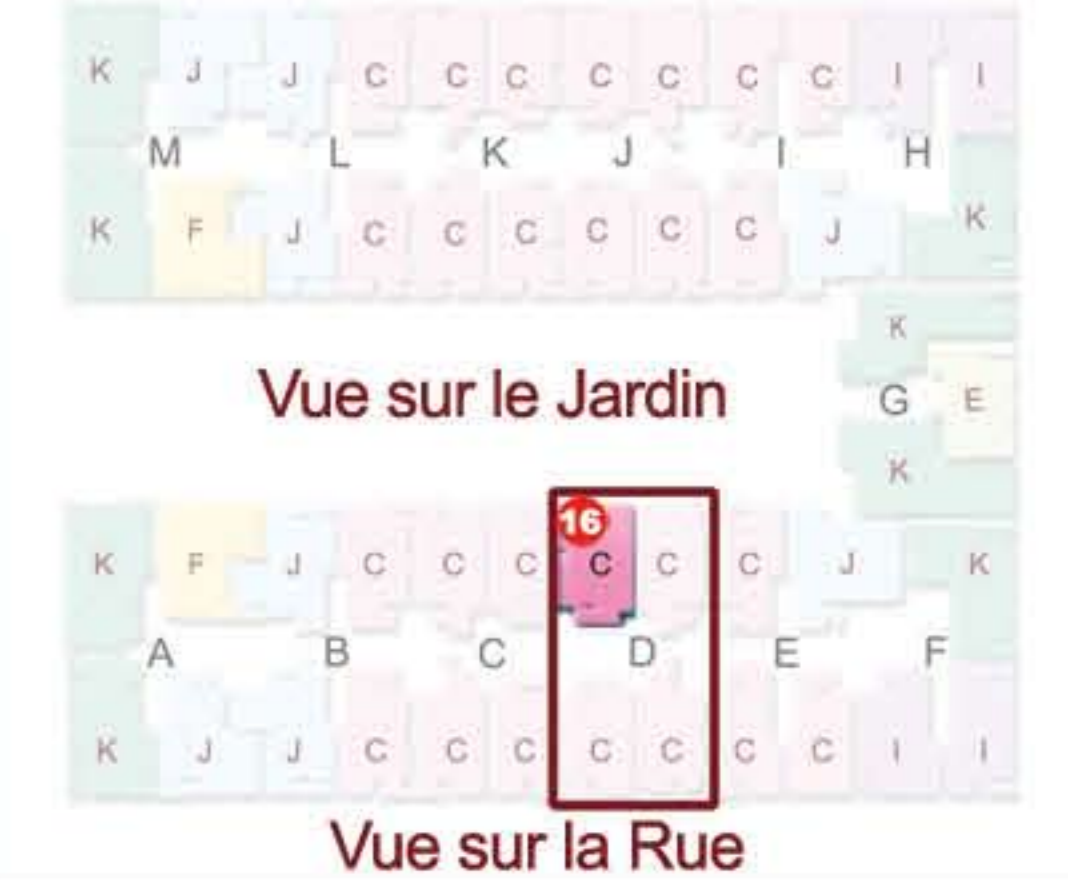 K J J C C C C C C C I I
M L K J I H
K F J C C C C C C J K
K
Vue sur le Jardin G E
K
16
K F J C C C C C C J K
A B C D E F
K J J C C C C C C C I I
Vue sur la Rue